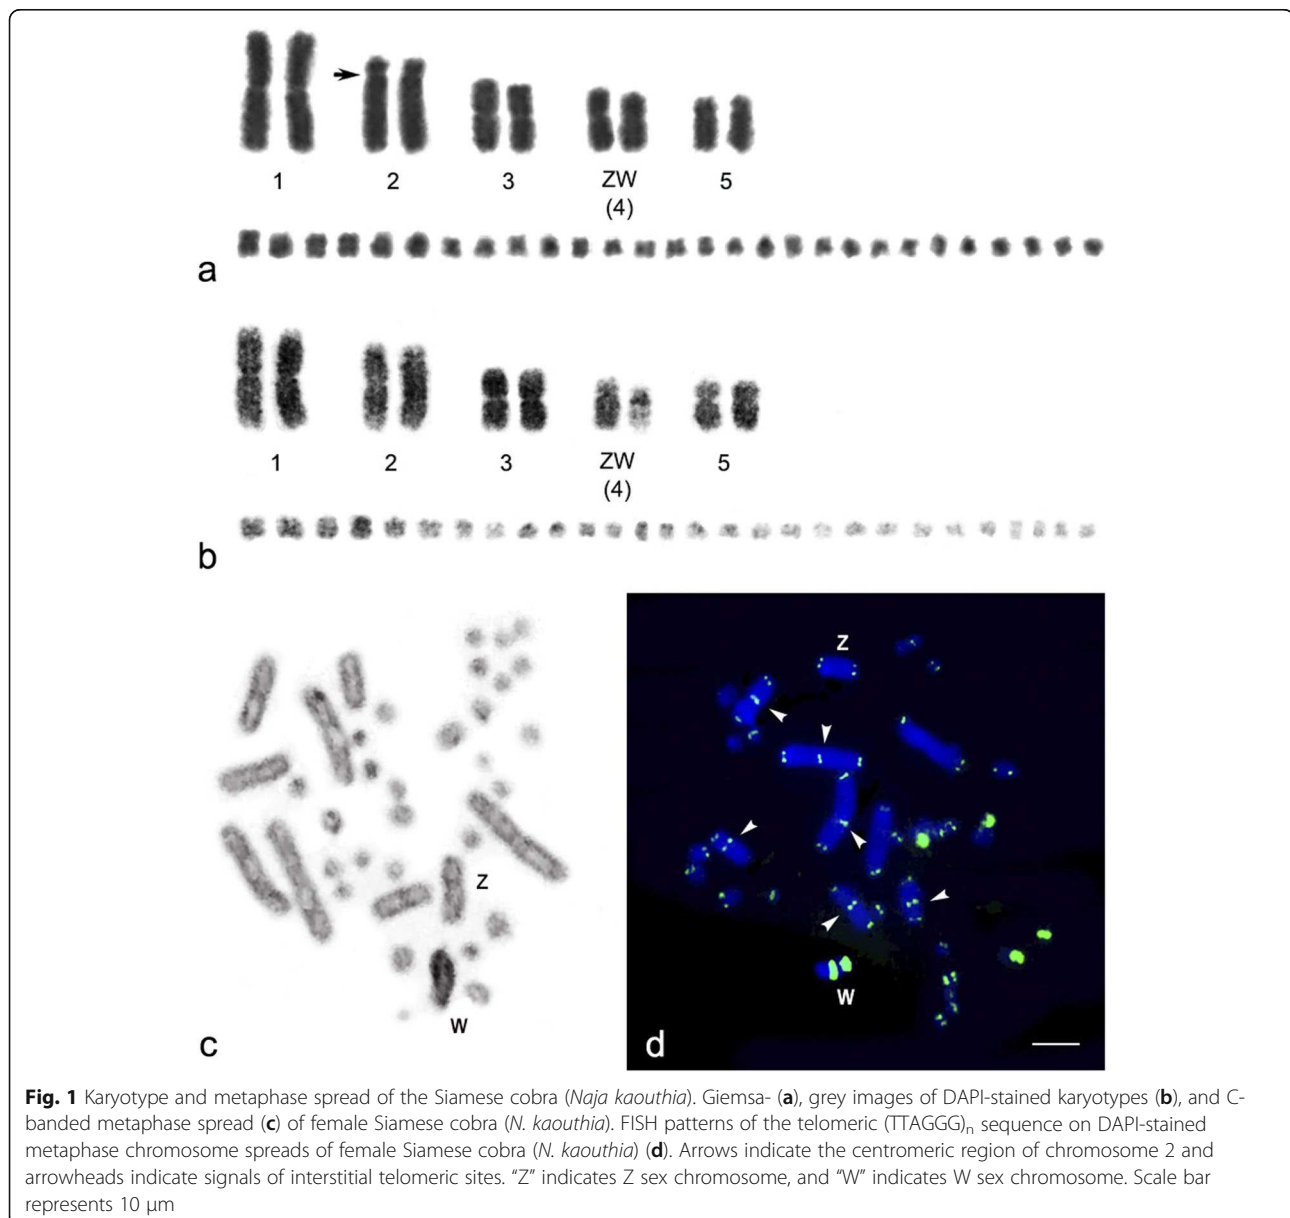 1 2 3 ZW 5
(4)
a
1 2 3 ZW 5
(4)
b
Z
Z
W
W
c
d
Fig. 1 Karyotype and metaphase spread of the Siamese cobra (Naja kaouthia). Giemsa- (a), grey images of DAPI-stained karyotypes (b), and C-
banded metaphase spread (c) of female Siamese cobra (N. kaouthia). FISH patterns of the telomeric (TTAGGG)n sequence on DAPI-stained
metaphase chromosome spreads of female Siamese cobra (N. kaouthia) (d). Arrows indicate the centromeric region of chromosome 2 and
arrowheads indicate signals of interstitial telomeric sites. “Z” indicates Z sex chromosome, and “W” indicates W sex chromosome. Scale bar
represents 10 μm